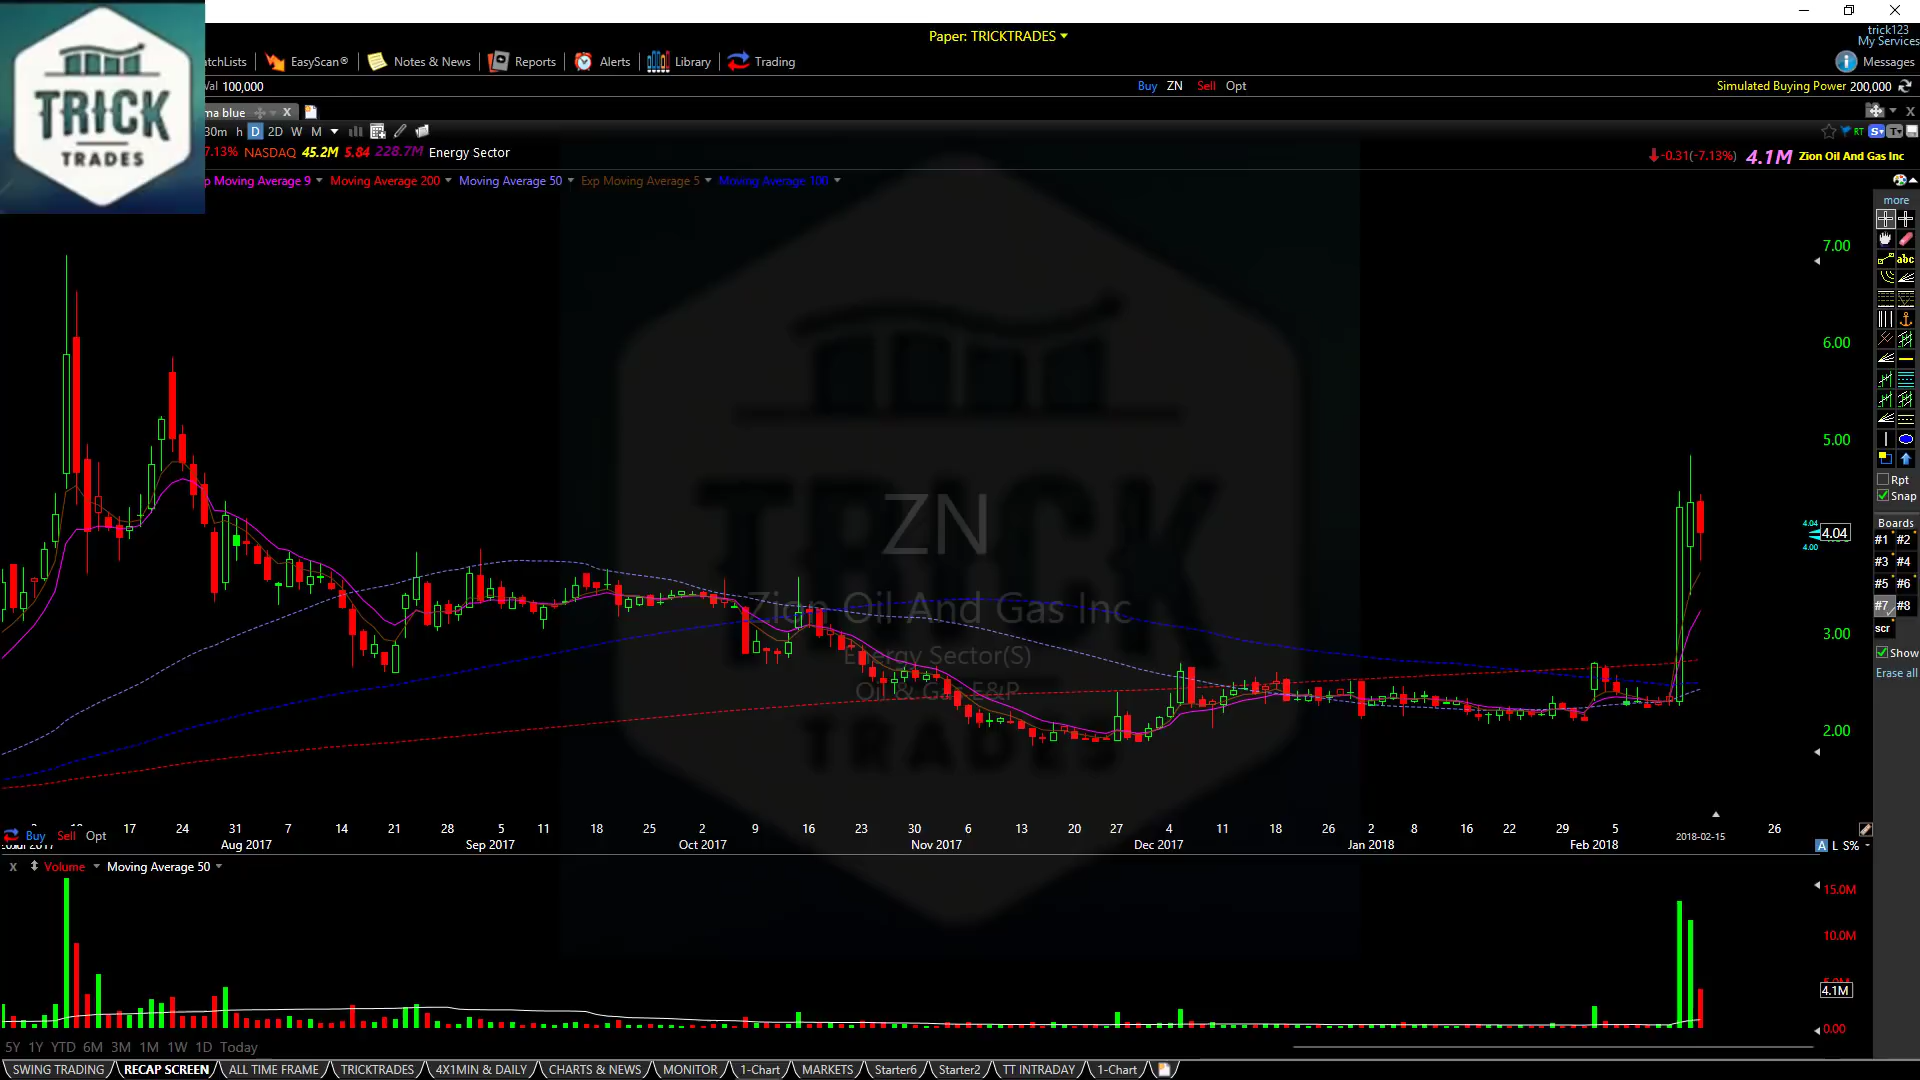 TRICK
TRADES
Paper: TRICKTRADES
trick123
My Services
atchLists EasyScan® Notes & News Reports Alerts Library Trading
Messages
Val 100,000
Buy ZN Sell Opt
Simulated Buying Power 200,000
ma blue X
30m h D 2D W M
RT
7.13% NASDAQ 45.2M 5.84 228.7M Energy Sector
-0.31(-7.13%) 4.1M Zion Oil And Gas Inc
p Moving Average 9 Moving Average 200 Moving Average 50 Exp Moving Average 5 Moving Average 100
more
7.00
abc
6.00
5.00
Rpt
Snap
ZN
Boards
4.04
4.04
4.00
#1 #2
#3 #4
#5 #6
#7 #8
scr
Zion Oil And Gas Inc
Energy Sector(S)
Oil & Gas E&P
3.00
Show
Erase all
2.00
TRICK
TRADES
17 24 31 7 14 21 28 5 11 18 25 2 9 16 23 30 6 13 20 27 4 11 18 26 2 8 16 22 29 5 26
Buy Sell Opt
2018-02-15
Aug 2017 Sep 2017 Oct 2017 Nov 2017 Dec 2017 Jan 2018 Feb 2018
A L S%
X Volume Moving Average 50
15.0M
10.0M
4.1M
0.00
5Y 1Y YTD 6M 3M 1M 1W 1D Today
SWING TRADING RECAP SCREEN ALL TIME FRAME TRICKTRADES 4X1MIN & DAILY CHARTS & NEWS MONITOR 1-Chart MARKETS Starter6 Starter2 TT INTRADAY 1-Chart